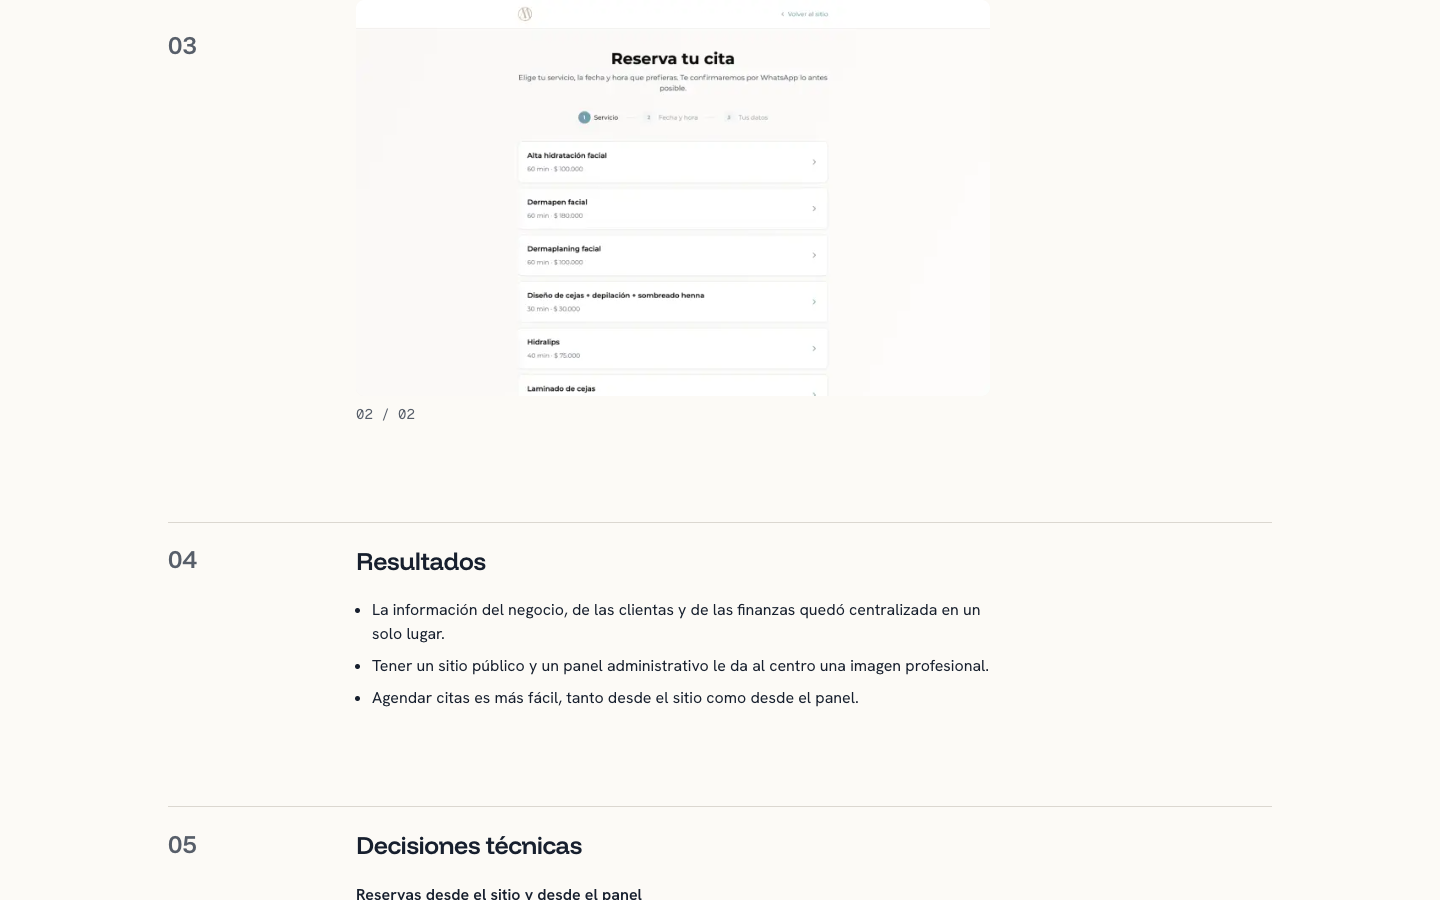 03
Volver al sitio
Reserva tu cita
Elige tu servicio, la fecha y hora que prefieras. Te confirmaremos por WhatsApp lo antes
posible.
1 Servicio 2 Fecha y hora 3 Tus datos
Alta hidratación facial
60 min · $ 100.000
Dermapen facial
60 min · $ 180.000
Dermaplaning facial
60 min · $ 100.000
Diseño de cejas + depilación + sombreado henna
30 min · $ 30.000
Hidralips
40 min · $ 75.000
Laminado de cejas
02 / 02
04
Resultados
• La información del negocio, de las clientas y de las finanzas quedó centralizada en un
solo lugar.
• Tener un sitio público y un panel administrativo le da al centro una imagen profesional.
• Agendar citas es más fácil, tanto desde el sitio como desde el panel.
05
Decisiones técnicas
Reservas desde el sitio y desde el panel